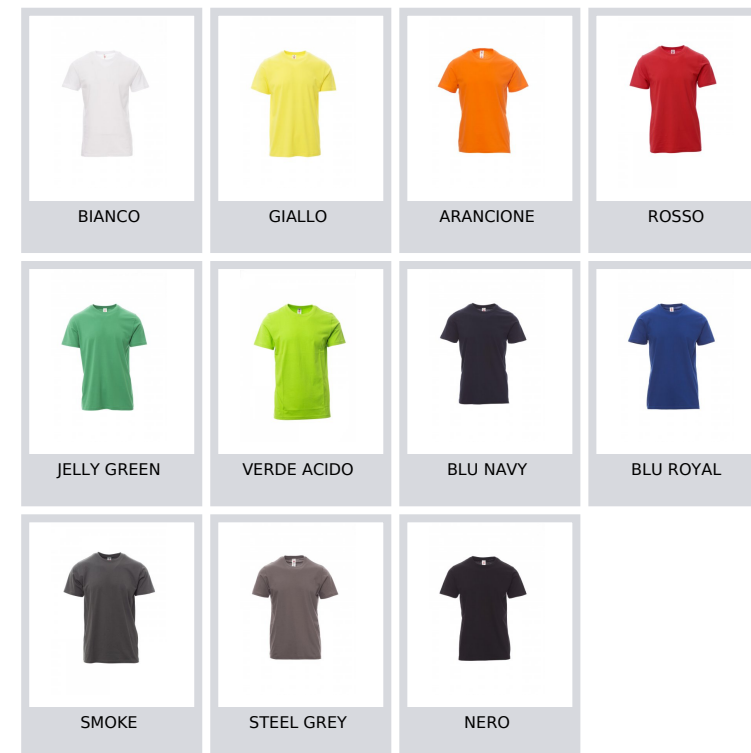 BIANCO
GIALLO
ARANCIONE
ROSSO
JELLY GREEN
VERDE ACIDO
BLU NAVY
BLU ROYAL
SMOKE
STEEL GREY
NERO